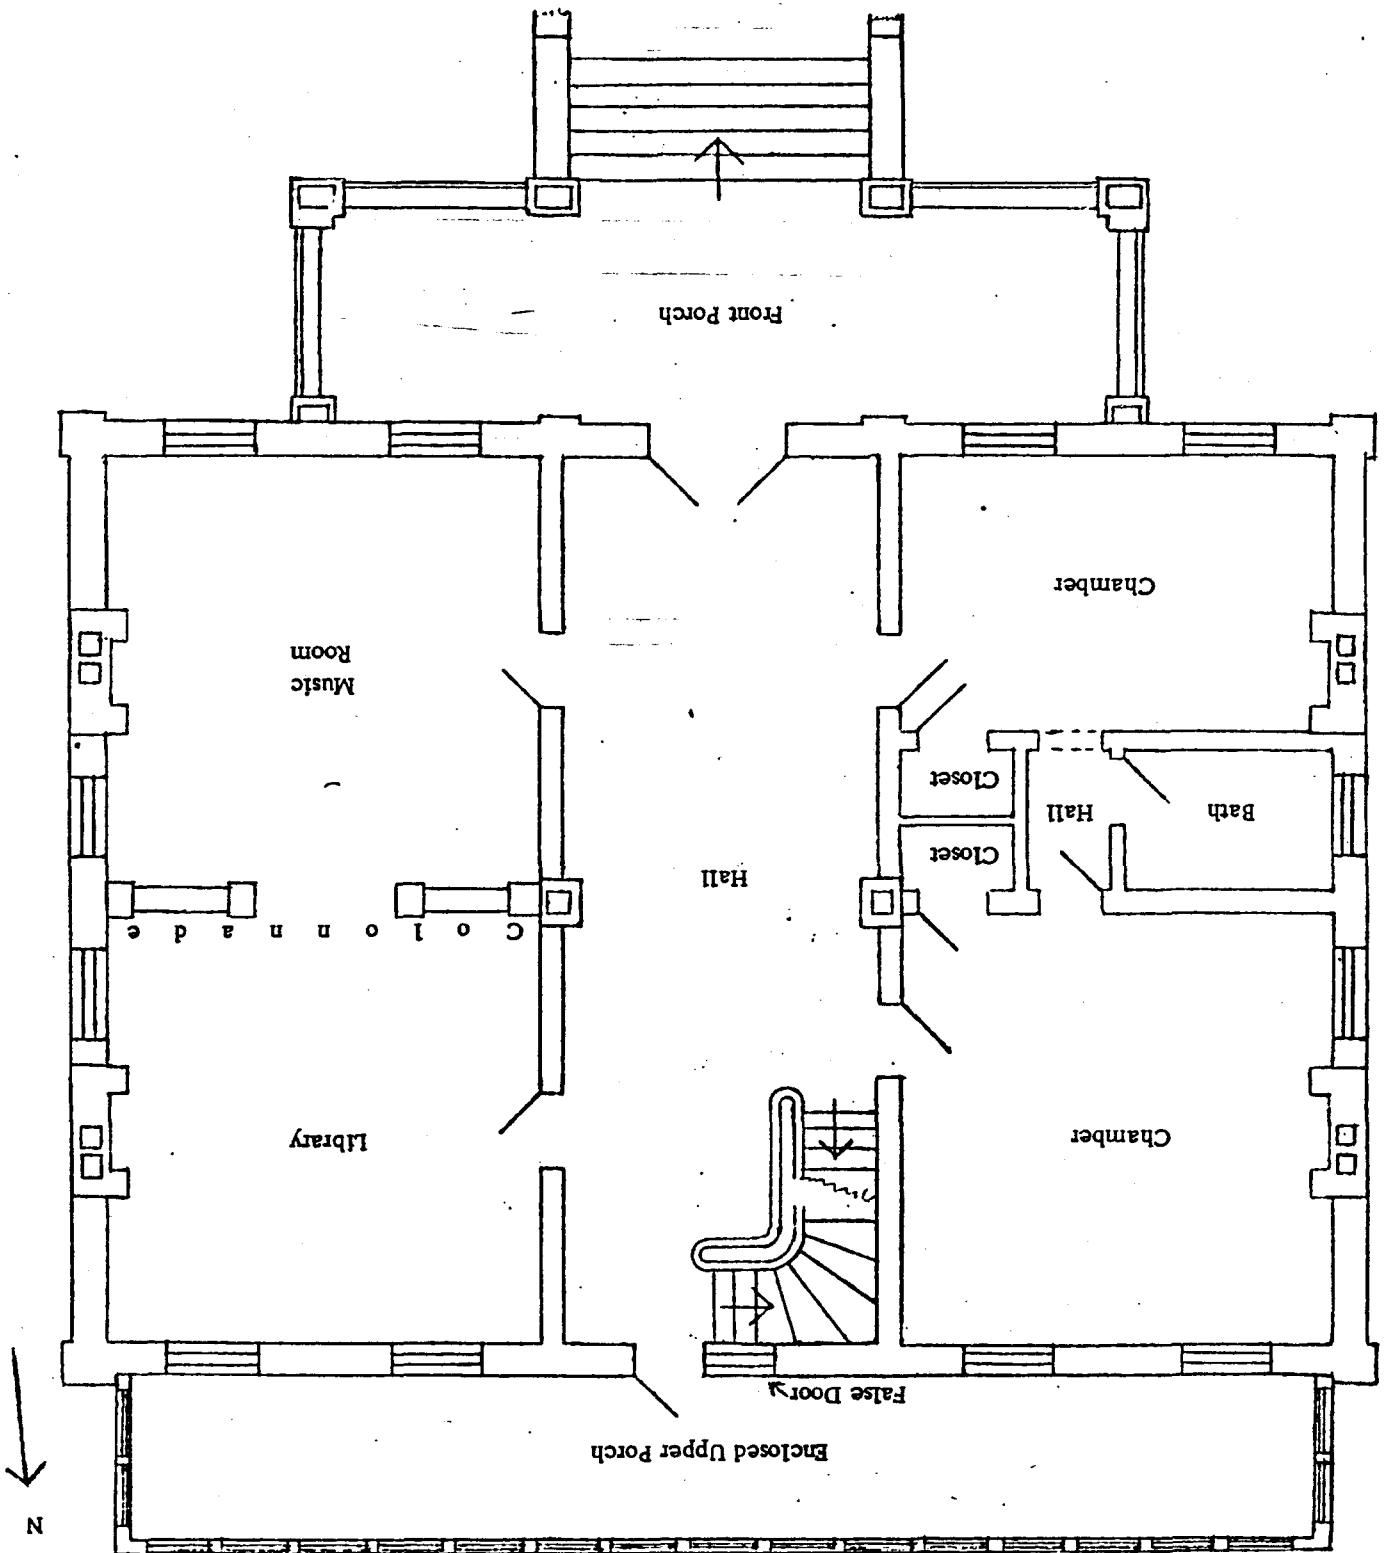 N
Enclosed Upper Porch
False Door
Chamber
Library
Colonnade
Hall
Closet
Closet
Hall
Bath
Music
Room
Chamber
Front Porch